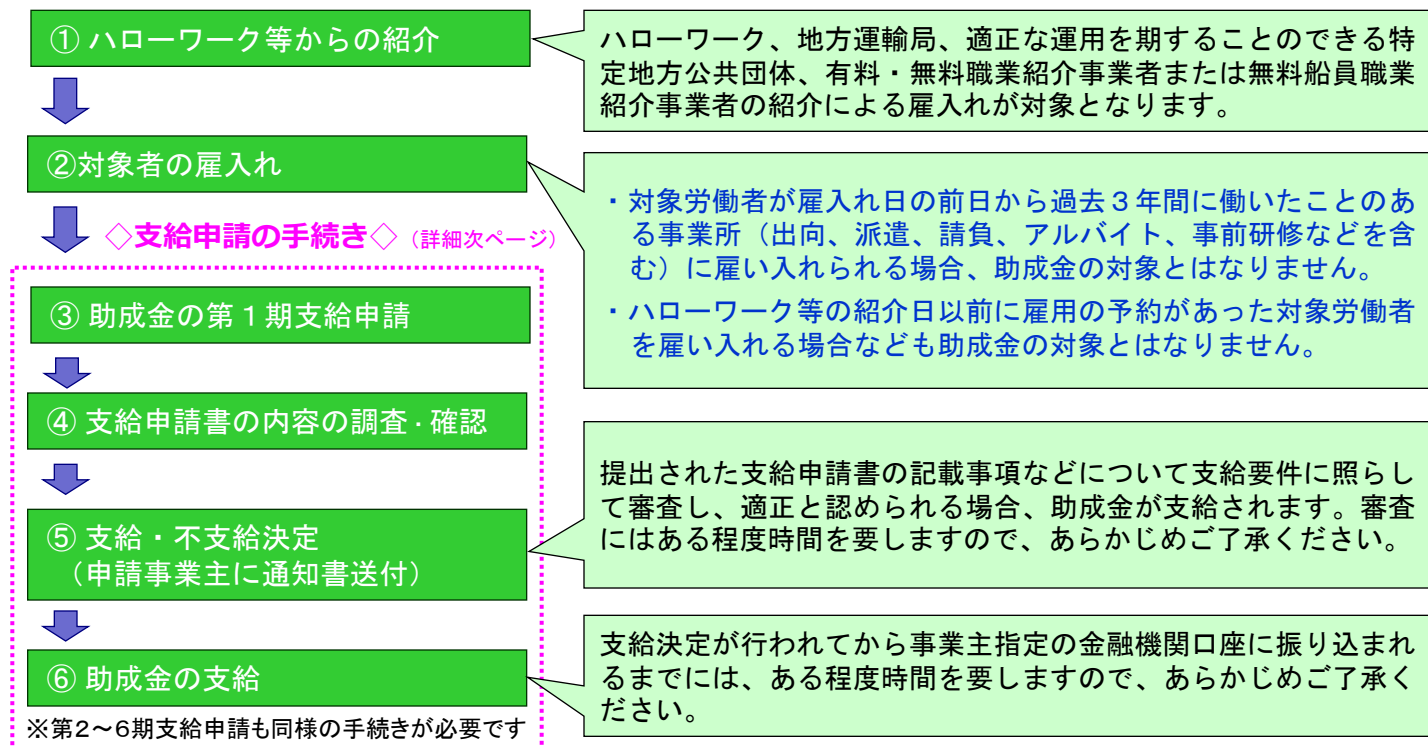 ① ハローワーク等からの紹介
ハローワーク、地方運輸局、適正な運用を期することのできる特
定地方公共団体、有料・無料職業紹介事業者または無料船員職業
紹介事業者の紹介による雇入れが対象となります。
②対象者の雇入れ
・対象労働者が雇入れ日の前日から過去３年間に働いたことのあ
る事業所（出向、派遣、請負、アルバイト、事前研修などを含
む）に雇い入れられる場合、助成金の対象とはなりません。
・ハローワーク等の紹介日以前に雇用の予約があった対象労働者
を雇い入れる場合なども助成金の対象とはなりません。
◇支給申請の手続き◇（詳細次ページ）
③ 助成金の第１期支給申請
④ 支給申請書の内容の調査・確認
⑤ 支給・不支給決定
（申請事業主に通知書送付）
提出された支給申請書の記載事項などについて支給要件に照らし
て審査し、適正と認められる場合、助成金が支給されます。審査
にはある程度時間を要しますので、あらかじめご了承ください。
⑥ 助成金の支給
支給決定が行われてから事業主指定の金融機関口座に振り込まれ
るまでには、ある程度時間を要しますので、あらかじめご了承く
ださい。
※第２～６期支給申請も同様の手続きが必要です